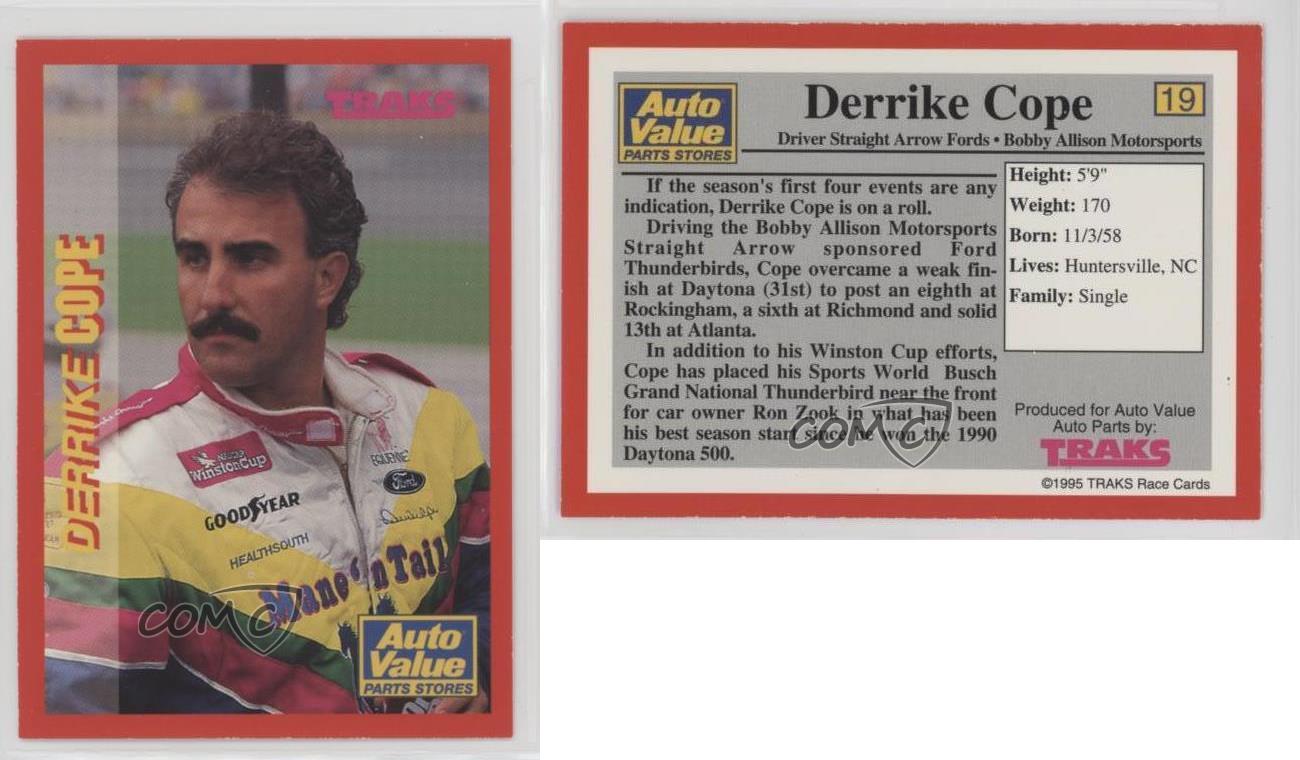 TRAKS
DERRIKE COPE
NASCAR
Winston Cup
EQUENNE
Ford
GOODYEAR
HEALTHSOUTH
Mane 'n Tail
Auto
Value
PARTS STORES
COMC
Auto
Value
PARTS STORES
Derrike Cope
19
Driver Straight Arrow Fords • Bobby Allison Motorsports
If the season's first four events are any
indication, Derrike Cope is on a roll.
Driving the Bobby Allison Motorsports
Straight Arrow sponsored Ford
Thunderbirds, Cope overcame a weak fin-
ish at Daytona (31st) to post an eighth at
Rockingham, a sixth at Richmond and solid
13th at Atlanta.
In addition to his Winston Cup efforts,
Cope has placed his Sports World Busch
Grand National Thunderbird near the front
for car owner Ron Zook in what has been
his best season start since he won the 1990
Daytona 500.
Height: 5'9"
Weight: 170
Born: 11/3/58
Lives: Huntersville, NC
Family: Single
Produced for Auto Value
Auto Parts by:
TRAKS
©1995 TRAKS Race Cards
COMC